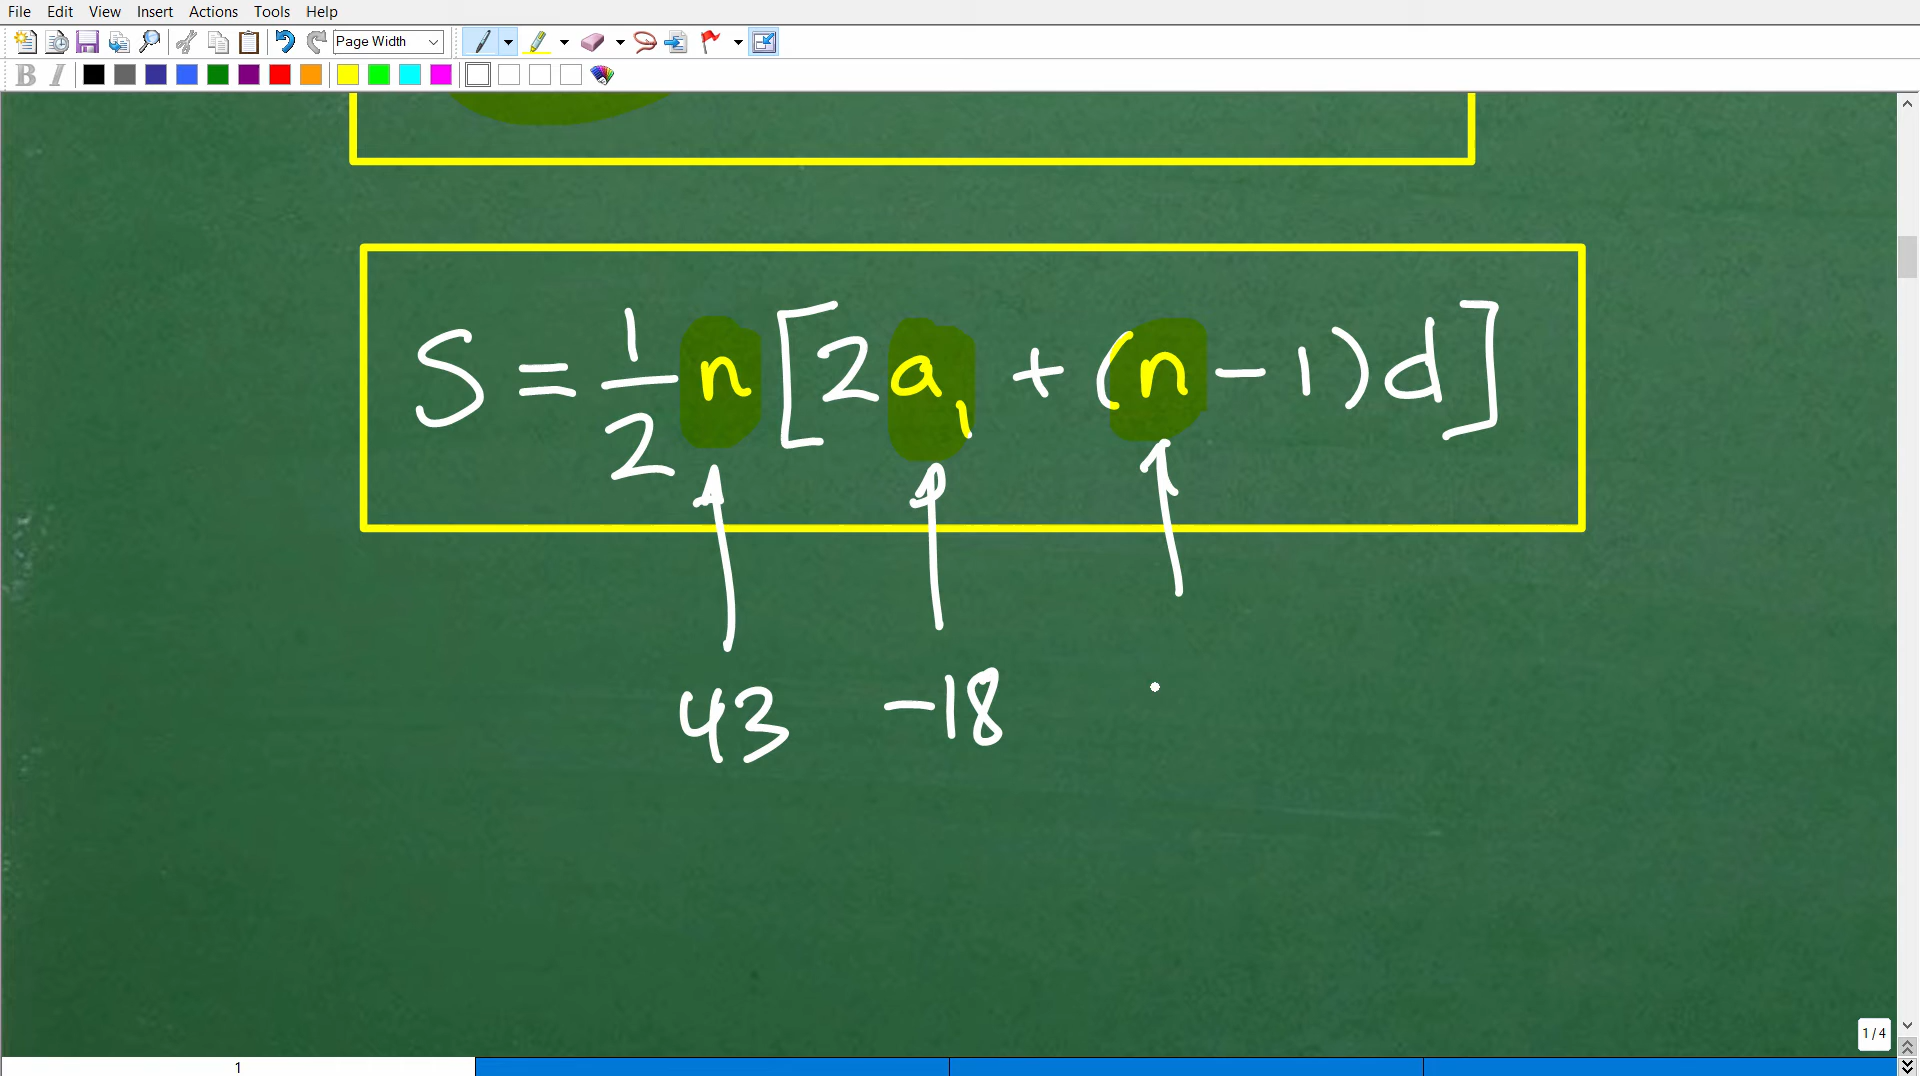 File Edit View Insert Actions Tools Help
Page Width
B I
S = 1/2 n [2a₁ + (n - 1)d]
43 -18
1 / 4
1